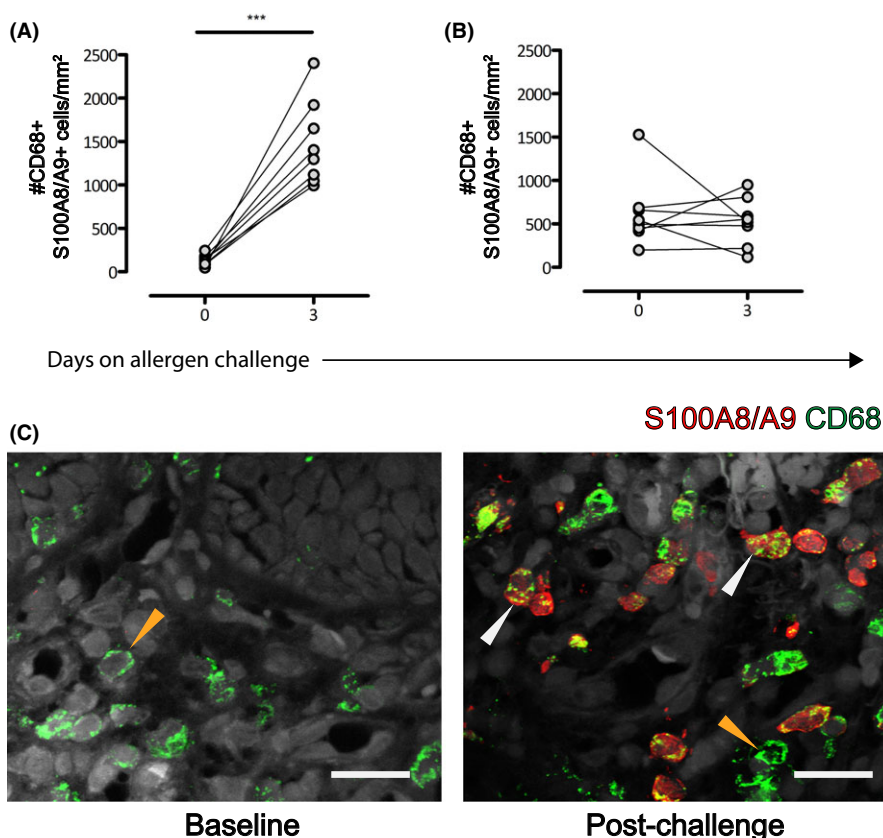 (A)
***
#CD68+
S100A8/A9+ cells/mm²
2500
2000
1500
1000
500
0
0 3
(B)
#CD68+
S100A8/A9+ cells/mm²
2500
2000
1500
1000
500
0
0 3
Days on allergen challenge
S100A8/A9 CD68
(C)
Baseline
Post-challenge